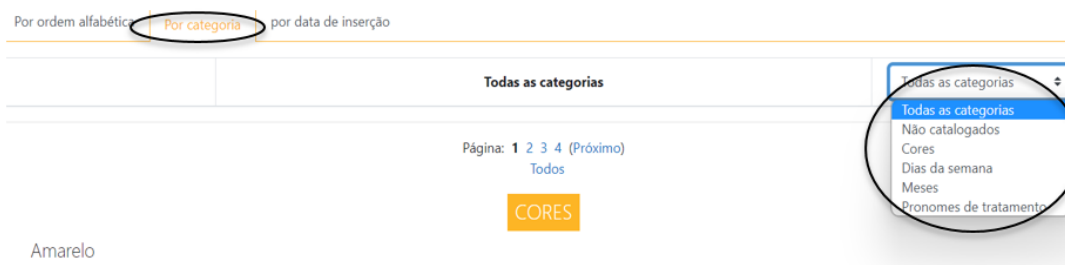 Por ordem alfabética Por categoria por data de inserção
Todas as categorias Todas as categorias
Todas as categorias
Não catalogados
Cores
Dias da semana
Meses
Pronomes de tratamento
Página: 1 2 3 4 (Próximo)
Todos
CORES
Amarelo